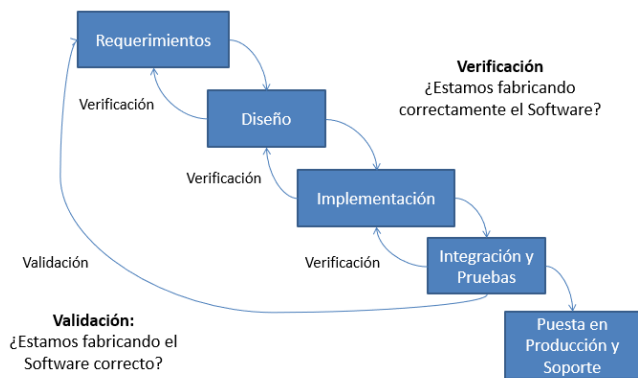 Requerimientos
Verificación
¿Estamos fabricando
correctamente el Software?
Verificación
Diseño
Verificación
Implementación
Validación
Verificación
Integración y
Pruebas
Validación:
¿Estamos fabricando el
Software correcto?
Puesta en
Producción y
Soporte